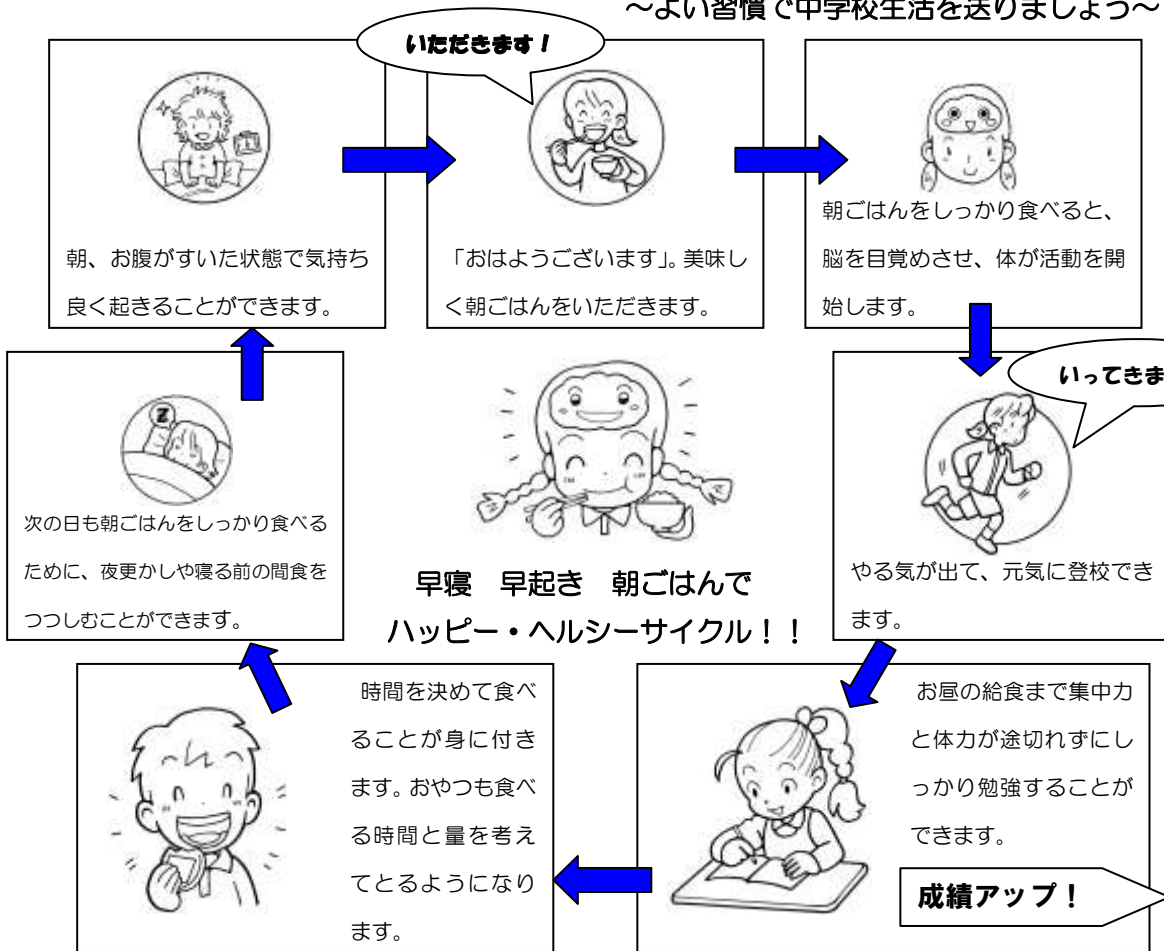 ～よい習慣で中学校生活を送りましょう～
いただきます！
朝、お腹がすいた状態で気持ち
良く起きることができます。
「おはようございます」。美味し
く朝ごはんをいただきます。
朝ごはんをしっかり食べると、
脳を目覚めさせ、体が活動を開
始します。
いってきま
やる気が出て、元気に登校でき
ます。
お昼の給食まで集中力
と体力が途切れずにし
っかり勉強することが
できます。
成績アップ！
時間を決めて食べ
ることが身に付き
ます。おやつも食べ
る時間と量を考え
てとるようになり
ます。
Z
次の日も朝ごはんをしっかり食べる
ために、夜更かしや寝る前の間食を
つつしむことができます。
早寝　早起き　朝ごはんで
ハッピー・ヘルシーサイクル！！